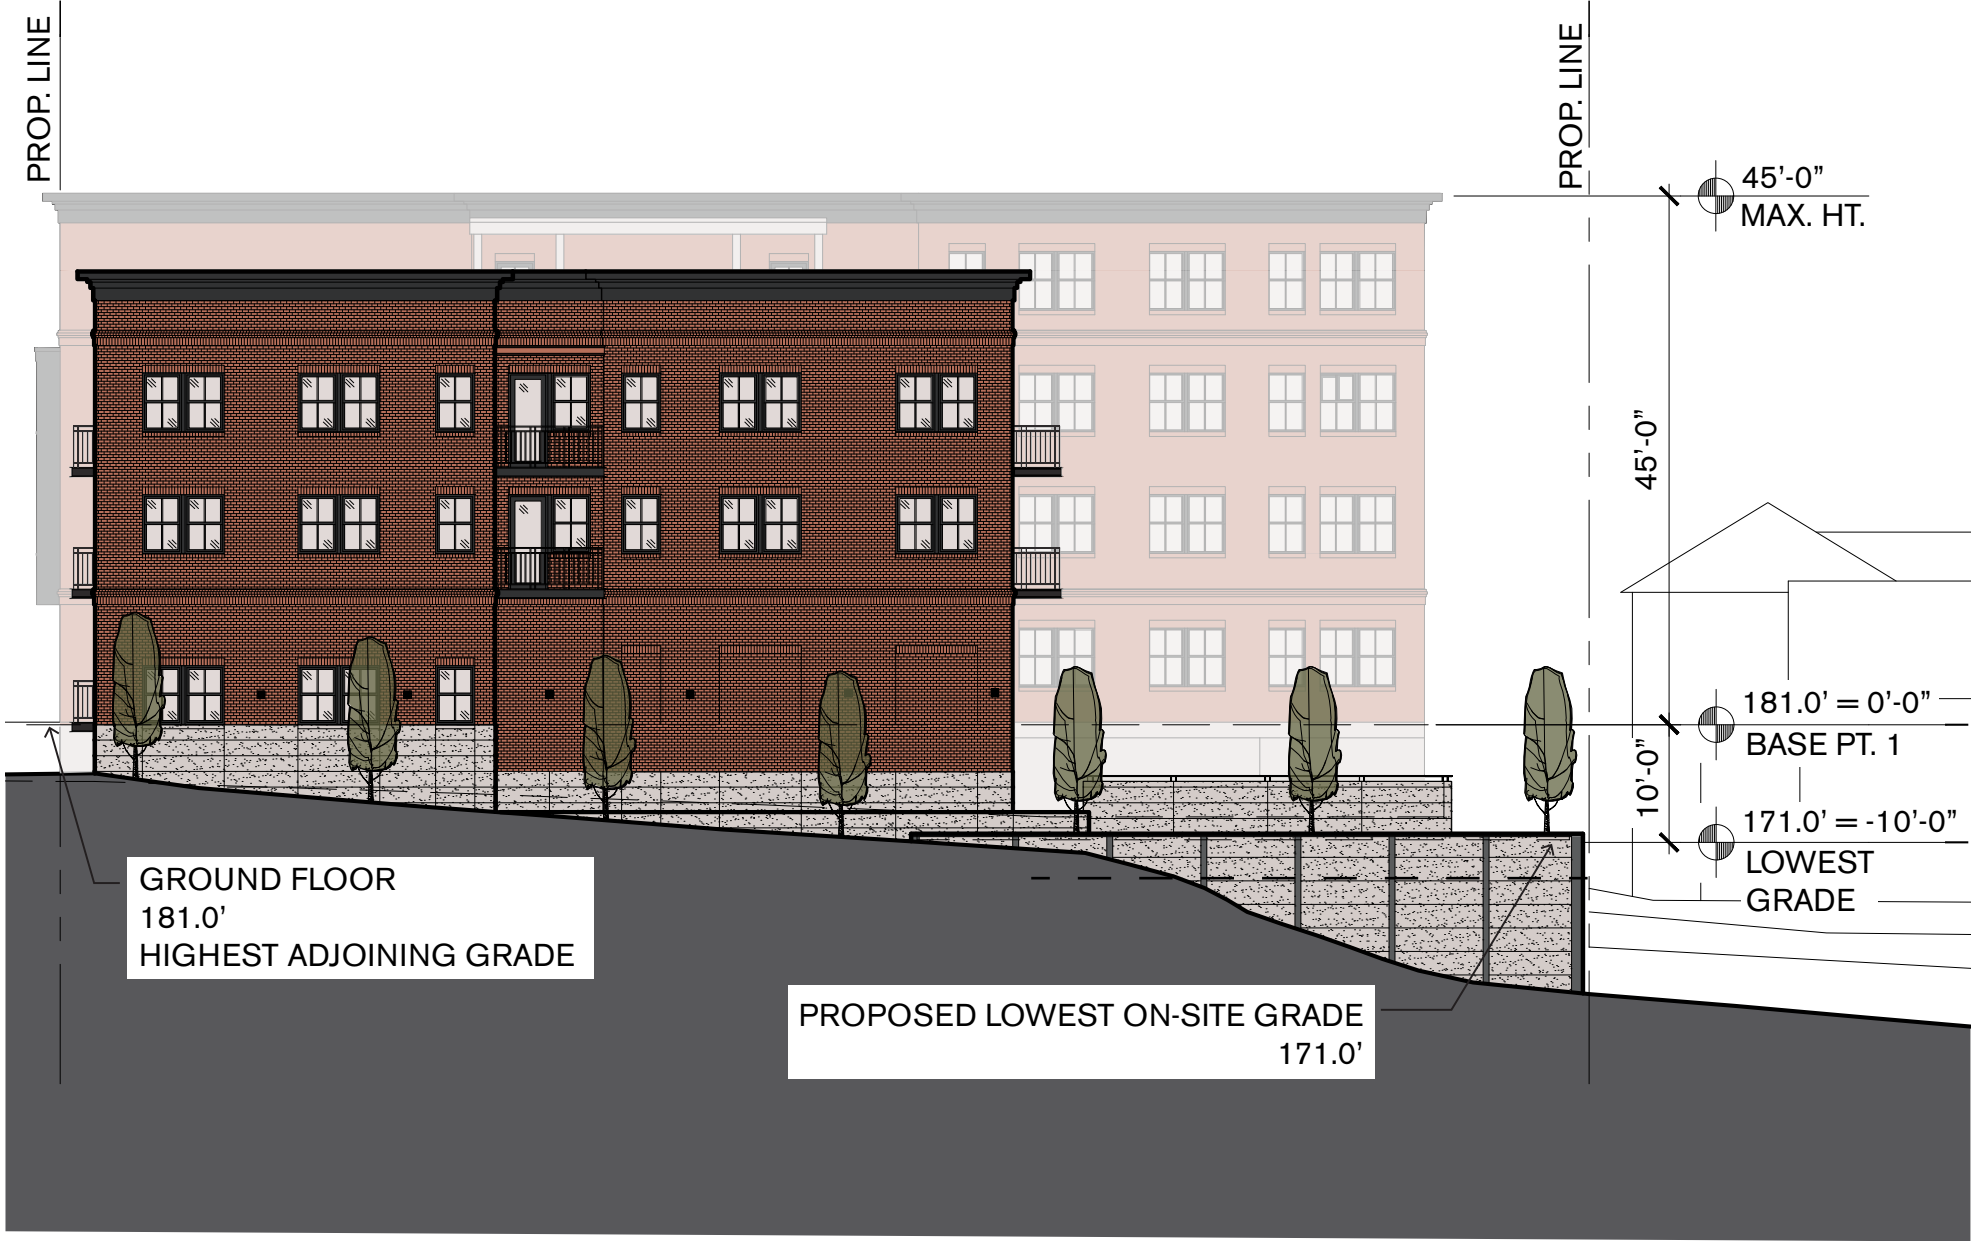 PROP. LINE
PROP. LINE
45'-0”
MAX. HT.
45'-0”
181.0' = 0'-0”
BASE PT. 1
10'-0”
171.0' = -10'-0”
LOWEST
GRADE
GROUND FLOOR
181.0'
HIGHEST ADJOINING GRADE
PROPOSED LOWEST ON-SITE GRADE
171.0'